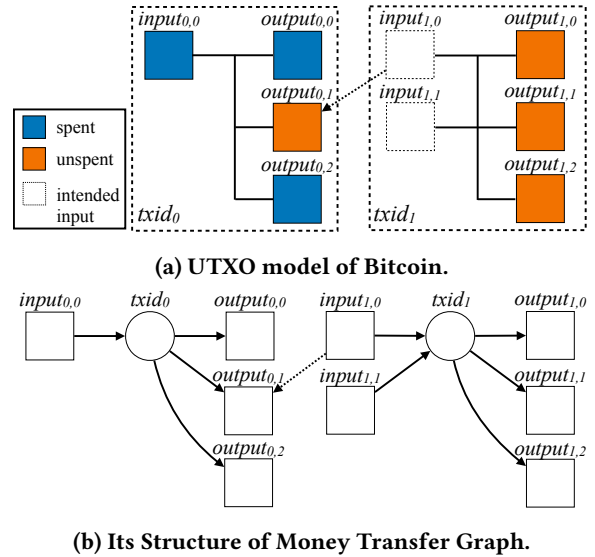 input0,0 output0,0 input1,0 output1,0
output0,1 input1,1 output1,1
spent
unspent
intended
input
output0,2 output1,2
txid0 txid1
(a) UTXO model of Bitcoin.
input0,0 txid0 output0,0 input1,0 txid1 output1,0
output0,1 input1,1 output1,1
output0,2 output1,2
(b) Its Structure of Money Transfer Graph.